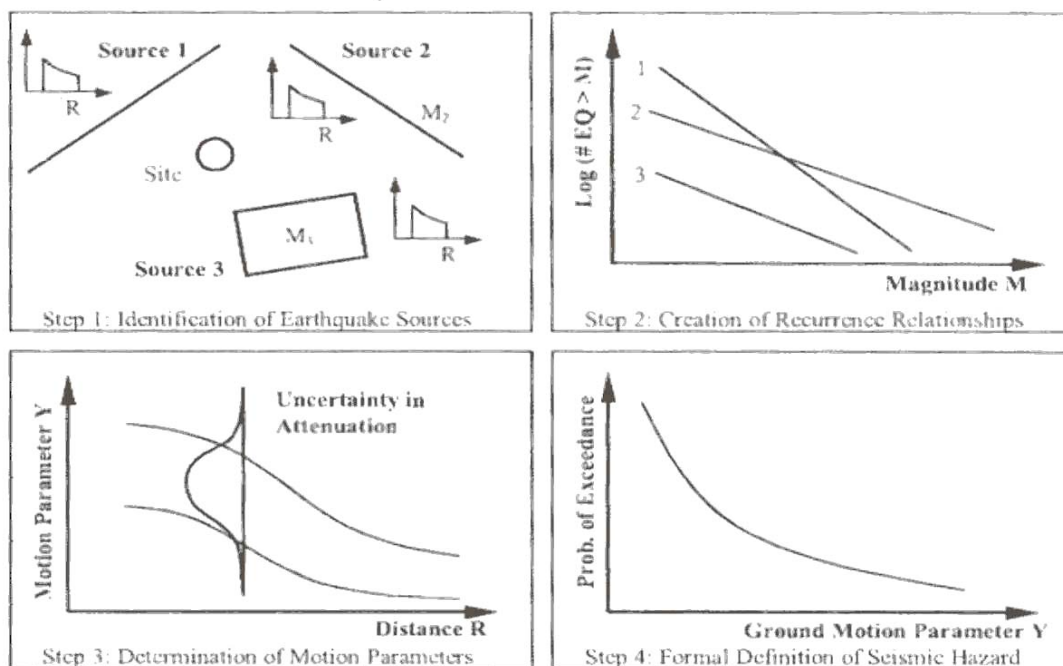 Source 1
Source 2
R
R
M₂
Site
R
M₃
Source 3
Step 1: Identification of Earthquake Sources
Log (# EQ > M)
1
2
3
Magnitude M
Step 2: Creation of Recurrence Relationships
Motion Parameter Y
Uncertainty in
Attenuation
Distance R
Step 3: Determination of Motion Parameters
Prob. of Exceedance
Ground Motion Parameter Y
Step 4: Formal Definition of Seismic Hazard